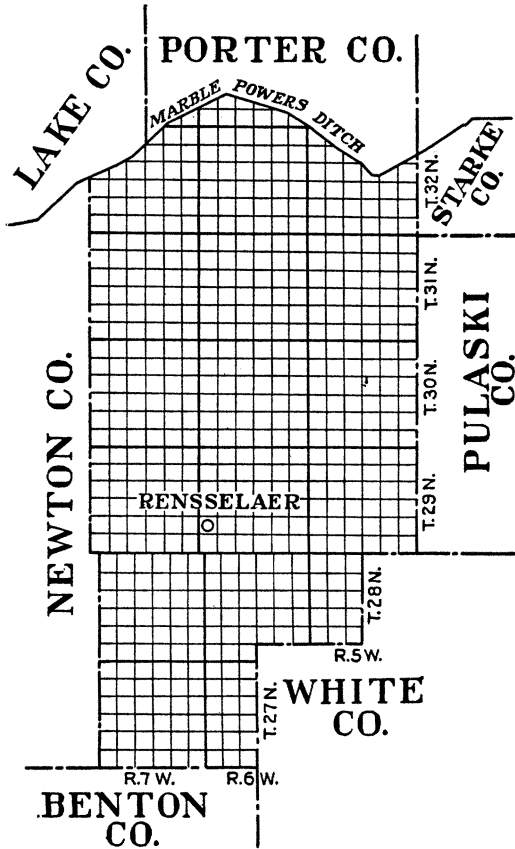 PORTER CO.
LAKE CO.
MARBLE POWERS DITCH
STARKE
CO.
T.32N.
T.31N.
PULASKI
CO.
T.30N.
NEWTON CO.
T.29N.
RENSSELAER
T.28N.
R.5W.
WHITE
CO.
T.27N.
R.7W.
R.6W.
BENTON
CO.